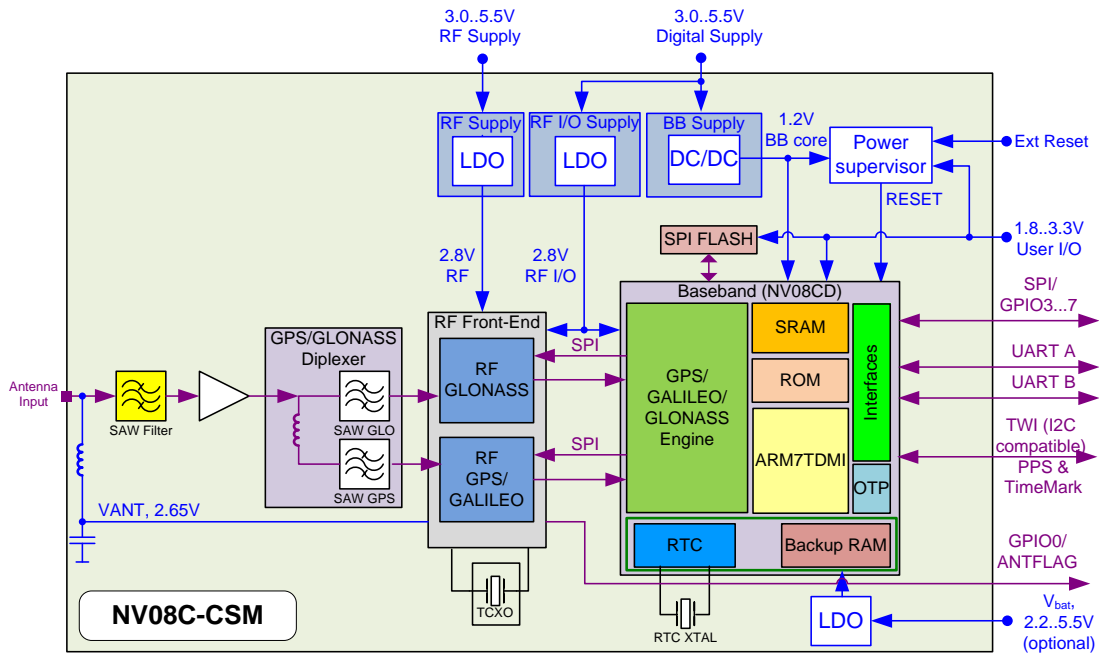 3.0..5.5V
RF Supply
3.0..5.5V
Digital Supply
RF Supply
LDO
RF I/O Supply
LDO
BB Supply
DC/DC
1.2V
BB core
Power
supervisor
Ext Reset
RESET
SPI FLASH
1.8..3.3V
User I/O
2.8V
RF
2.8V
RF I/O
Baseband (NV08CD)
SPI/
GPIO3...7
RF Front-End
GPS/GLONASS
Diplexer
SPI
RF
GLONASS
GPS/
GALILEO/
GLONASS
Engine
SRAM
ROM
ARM7TDMI
Interfaces
OTP
UART A
UART B
Antenna
Input
SAW Filter
SAW GLO
SAW GPS
SPI
RF
GPS/
GALILEO
TWI (I2C
compatible)
PPS &
TimeMark
VANT, 2.65V
RTC
Backup RAM
GPIO0/
ANTFLAG
TCXO
RTC XTAL
LDO
Vbat,
2.2..5.5V
(optional)
NV08C-CSM